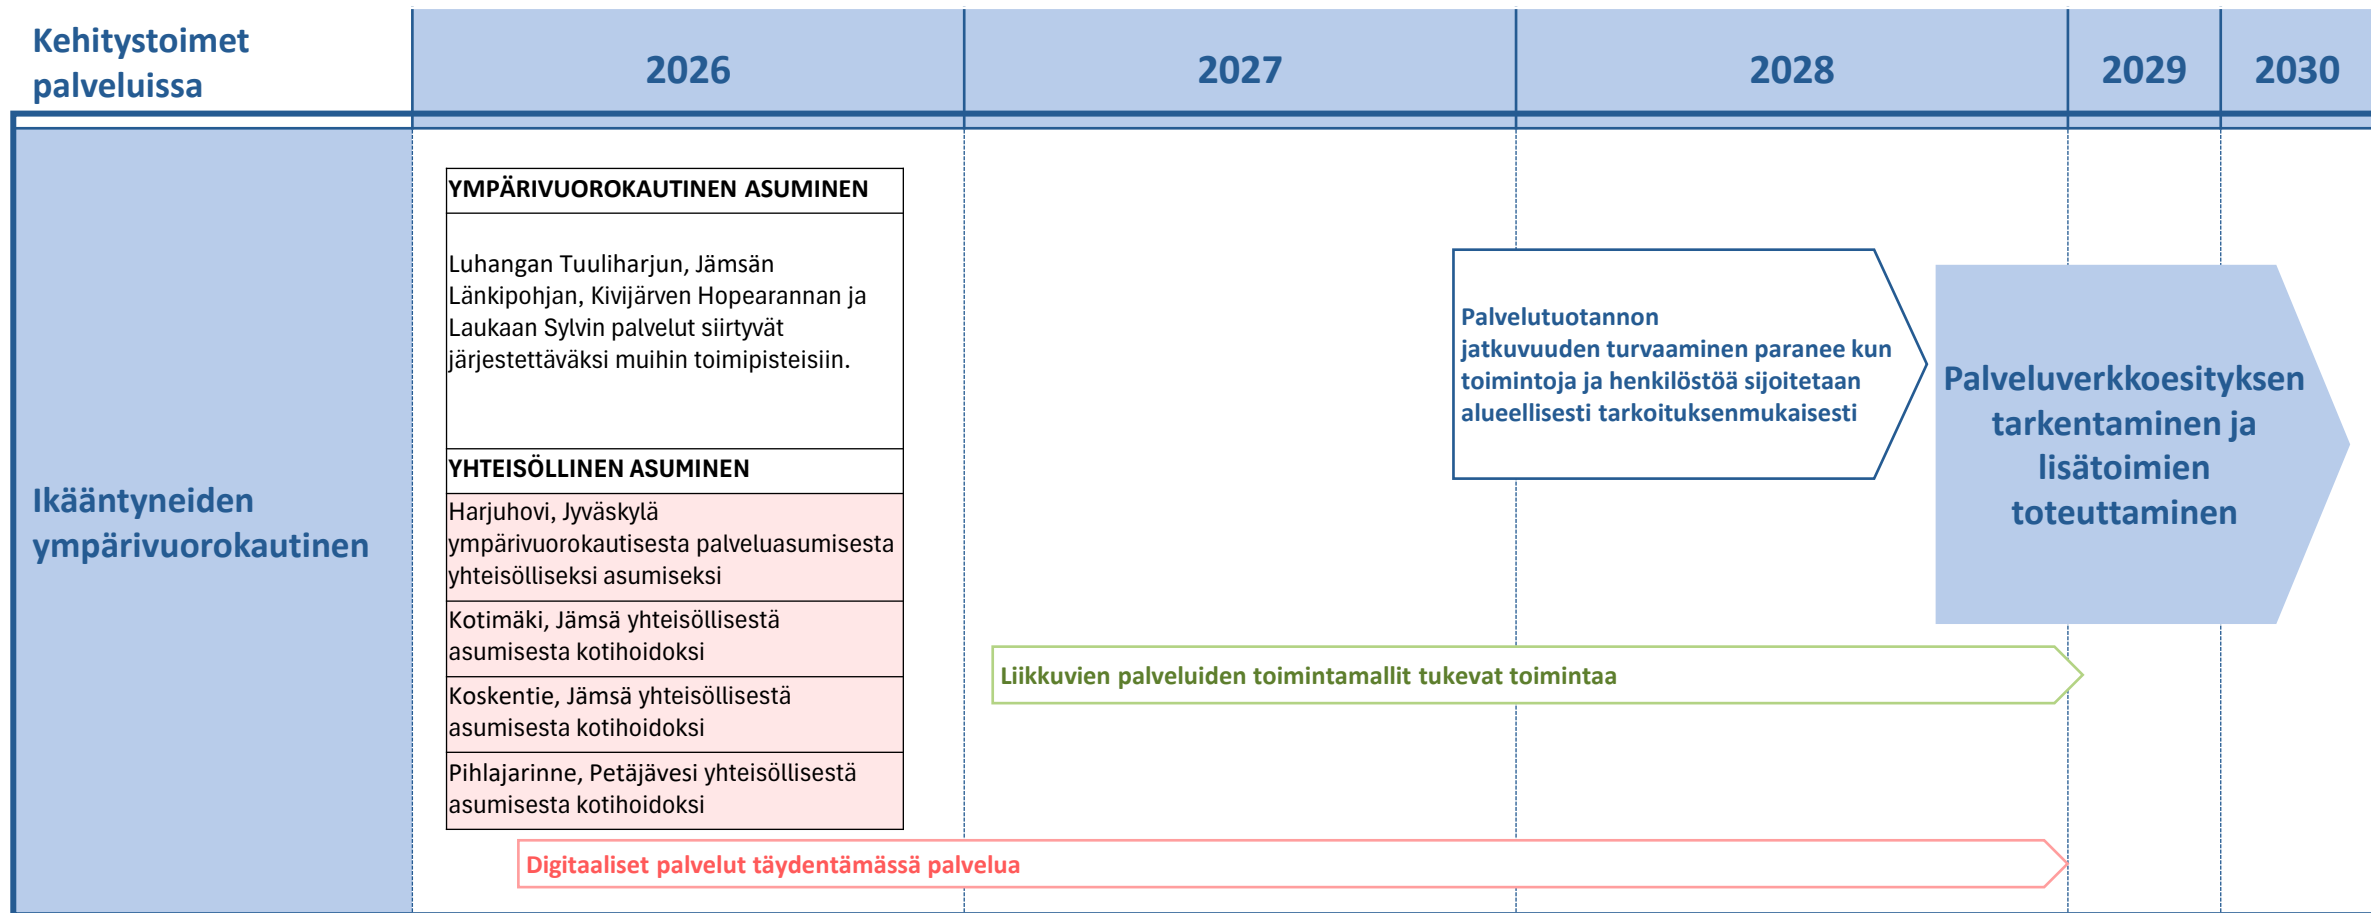 Kehitystoimet
palveluissa
2026
2027
2028
2029
2030
Ikääntyneiden
ympärivuorokautinen
YMPÄRIVUOROKAUTINEN ASUMINEN
Luhangan Tuuliharjun, Jämsän
Länkipohjan, Kivijärven Hopearannan ja
Laukaan Sylvin palvelut siirtyvät
järjestettäväksi muihin toimipisteisiin.
YHTEISÖLLINEN ASUMINEN
Harjuhovi, Jyväskylä
ympärivuorokautisesta palveluasumisesta
yhteisölliseksi asumiseksi
Kotimäki, Jämsä yhteisöllisestä
asumisesta kotihoidoksi
Koskentie, Jämsä yhteisöllisestä
asumisesta kotihoidoksi
Pihlajarinne, Petäjävesi yhteisöllisestä
asumisesta kotihoidoksi
Palvelutuotannon
jatkuvuuden turvaaminen paranee kun
toimintoja ja henkilöstöä sijoitetaan
alueellisesti tarkoituksenmukaisesti
Palveluverkkoesityksen
tarkentaminen ja
lisätoimien
toteuttaminen
Liikkuvien palveluiden toimintamallit tukevat toimintaa
Digitaaliset palvelut täydentämässä palvelua